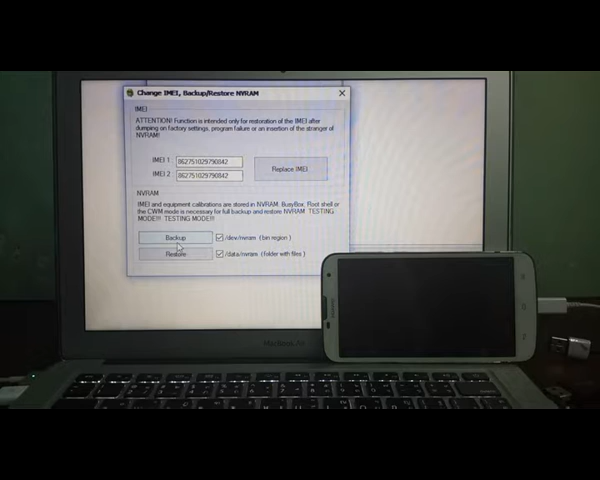 Change IMEI, Backup/Restore NVRAM
IMEI
ATTENTION! Function is intended only for restoration of the IMEI after
dumping on factory settings, program failure or an insertion of the stranger of
NVRAM!
IMEI 1 : 862751029790842
Replace IMEI
IMEI 2 : 862751029790842
NVRAM
IMEI and equipment calibrations are stored in NVRAM. BusyBox, Root shell or
the CWM mode is necessary for full backup and restore NVRAM TESTING
MODE!!! TESTING MODE!!!
Backup /dev/nvram (bin region)
Restore /data/nvram (folder with files)
MacBook Air